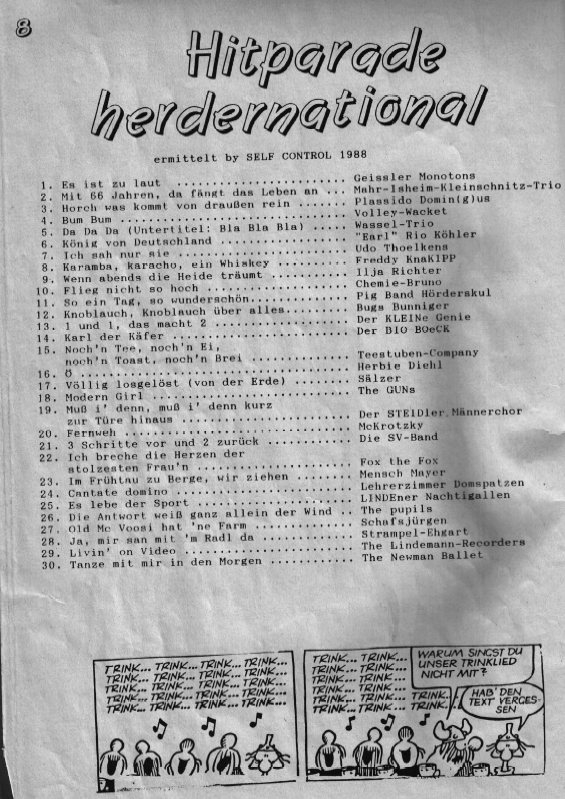 8
Hitparade
herdernational
ermittelt by SELF CONTROL 1988
1. Es ist zu laut ........................ Geissler Monotons
2. Mit 66 Jahren, da fängt das Leben an ... Mahr-Isheim-Kleinschnitz-Trio
3. Horch was kommt von draußen rein ....... Plassido Domin(g)us
4. Bum Bum ................................ Volley-Wacket
5. Da Da Da (Untertitel: Bla Bla Bla) ..... Wassel-Trio
6. König von Deutschland .................. "Earl" Rio Köhler
7. Ich sah nur sie ........................ Udo Thoelkens
8. Karamba, karacho, ein Whiskey .......... Freddy KnaKIPP
9. Wenn abends die Heide träumt ........... Ilja Richter
10. Flieg nicht so hoch ................... Chemie-Bruno
11. So ein Tag, so wunderschön............. Pig Band Hörderskul
12. Knoblauch, Knoblauch über alles........ Bugs Bunniger
13. 1 und 1, das macht 2 .................. Der KLEINe Genie
14. Karl der Käfer ........................ Der BIO BOeCK
15. Noch'n Tee, noch'n Ei,
noch'n Toast, noch'n Brei ............. Teestuben-Company
16. Ö ..................................... Herbie Diehl
17. Völlig losgelöst (von der Erde) ....... Sälzer
18. Modern Girl ........................... The GUNs
19. Muß i' denn, muß i' denn kurz
zur Türe hinaus ....................... Der STEIDler Männerchor
20. Fernweh ............................... McKrotzky
21. 3 Schritte vor und 2 zurück ........... Die SV-Band
22. Ich breche die Herzen der
stolzesten Frau'n ..................... Fox the Fox
23. Im Frühtau zu Berge, wir ziehen ....... Mensch Mayer
24. Cantate domino ........................ Lehrerzimmer Domspatzen
25. Es lebe der Sport ..................... LINDEner Nachtigallen
26. Die Antwort weiß ganz allein der Wind . The pupils
27. Old Mc Voosi hat 'ne Farm ............. Schafsjürgen
28. Ja, mir san mit 'm Radl da ............ Strampel-Ehgart
29. Livin' on Video ....................... The Lindemann-Recorders
30. Tanze mit mir in den Morgen ........... The Newman Ballet
TRINK... TRINK... TRINK... TRINK...
TRINK... TRINK... TRINK... TRINK...
TRINK... TRINK... TRINK... TRINK...
TRINK... TRINK... TRINK... TRINK...
TRINK... TRINK... TRINK... TRINK...
TRINK... TRINK...
TRINK... TRINK...
TRINK... TRINK...
TRINK... TRINK... TRINK...
TRINK... TRINK... TRINK...
WARUM SINGST DU
UNSER TRINKLIED
NICHT MIT?
HAB' DEN
TEXT VERGES-
SEN